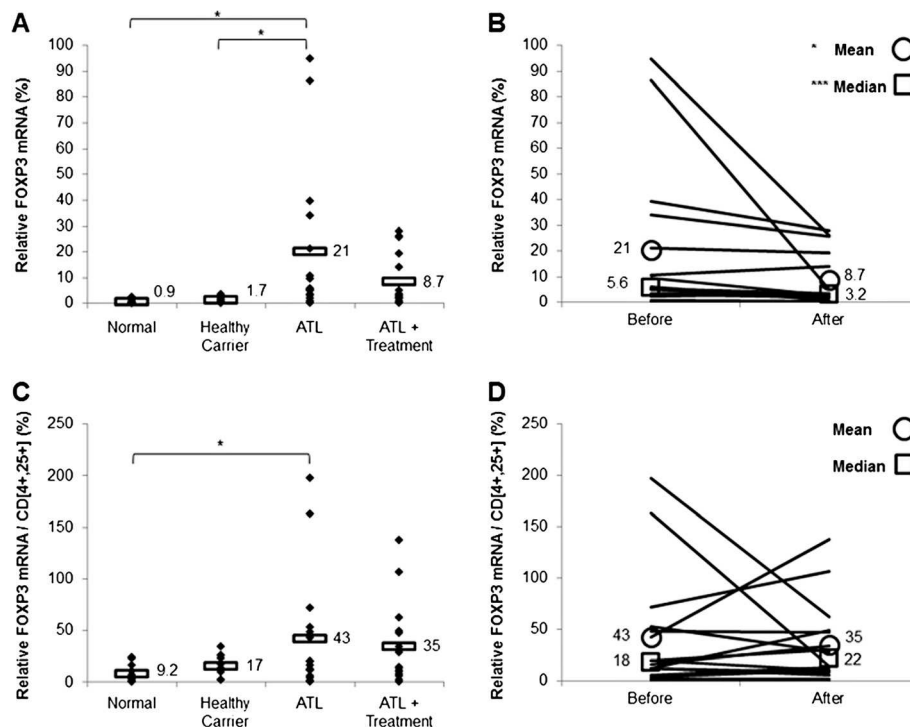 A
*
*
Relative FOXP3 mRNA (%)
100
90
80
70
60
50
40
30
20
10
0
0.9
1.7
21
8.7
Normal
Healthy
Carrier
ATL
ATL +
Treatment
B
* Mean
*** Median
Relative FOXP3 mRNA (%)
100
90
80
70
60
50
40
30
20
10
0
21
5.6
8.7
3.2
Before
After
C
*
Relative FOXP3 mRNA / CD[4+,25+] (%)
250
200
150
100
50
0
9.2
17
43
35
Normal
Healthy
Carrier
ATL
ATL +
Treatment
D
Mean
Median
Relative FOXP3 mRNA / CD[4+,25+] (%)
250
200
150
100
50
0
43
18
35
22
Before
After